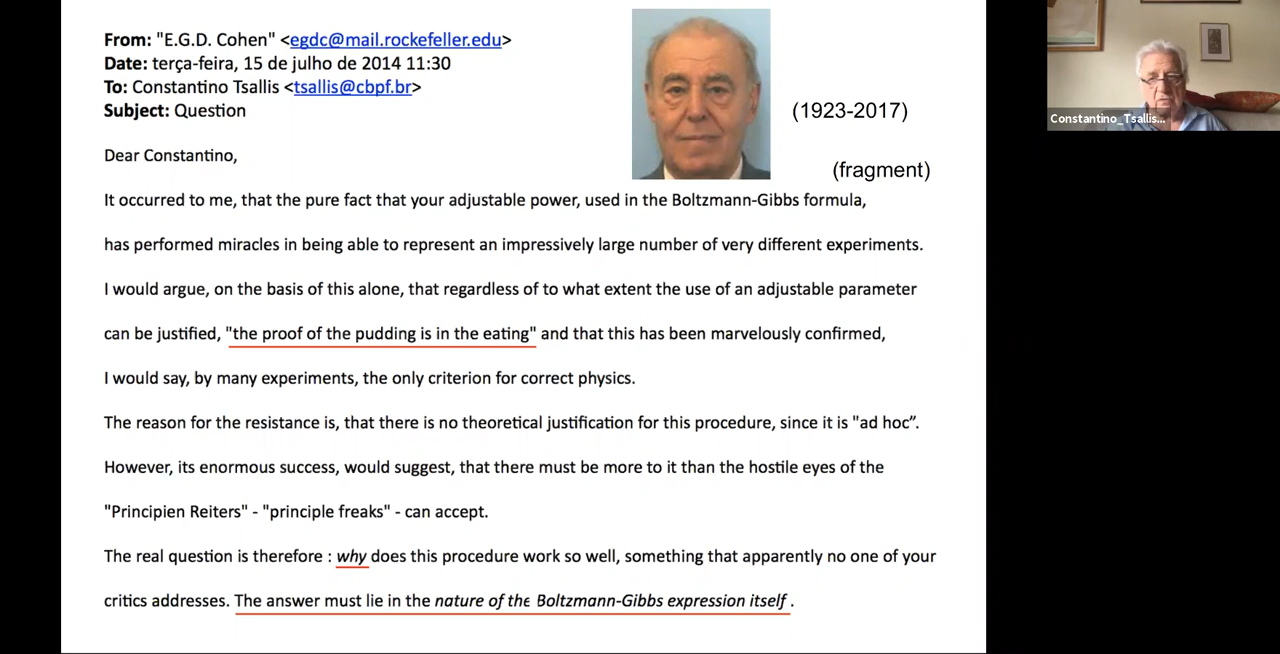 From: "E.G.D. Cohen" <egdc@mail.rockefeller.edu>
Date: terça-feira, 15 de julho de 2014 11:30
To: Constantino Tsallis <tsallis@cbpf.br>
Subject: Question
(1923-2017)
Constantino_Tsallis...
Dear Constantino,
(fragment)
It occurred to me, that the pure fact that your adjustable power, used in the Boltzmann-Gibbs formula,
has performed miracles in being able to represent an impressively large number of very different experiments.
I would argue, on the basis of this alone, that regardless of to what extent the use of an adjustable parameter
can be justified, "the proof of the pudding is in the eating" and that this has been marvelously confirmed,
I would say, by many experiments, the only criterion for correct physics.
The reason for the resistance is, that there is no theoretical justification for this procedure, since it is "ad hoc”.
However, its enormous success, would suggest, that there must be more to it than the hostile eyes of the
"Principien Reiters" - "principle freaks" - can accept.
The real question is therefore : why does this procedure work so well, something that apparently no one of your
critics addresses. The answer must lie in the nature of the Boltzmann-Gibbs expression itself .